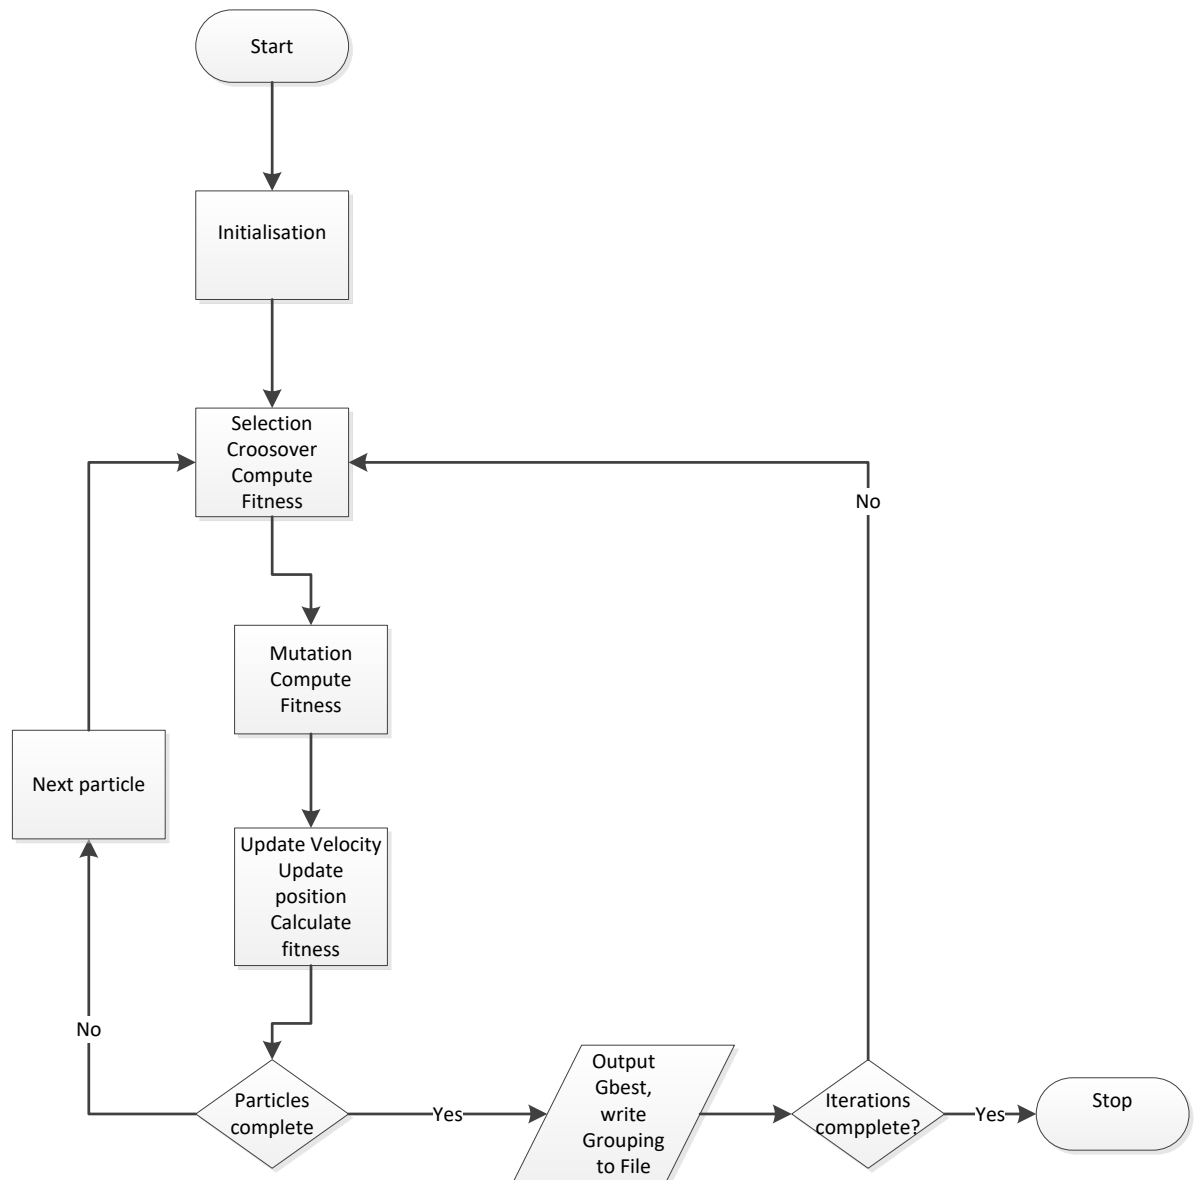 Start
Initialisation
Selection
Croosover
Compute
Fitness
No
Mutation
Compute
Fitness
Next particle
Update Velocity
Update
position
Calculate
fitness
No
Particles
complete
Yes
Output
Gbest,
write
Grouping
to File
Iterations
compplete?
Yes
Stop